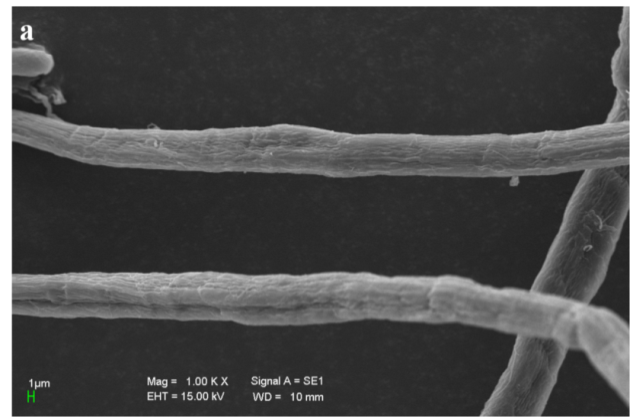 a
1µm
Mag = 1.00 K X Signal A = SE1
EHT = 15.00 kV WD = 10 mm